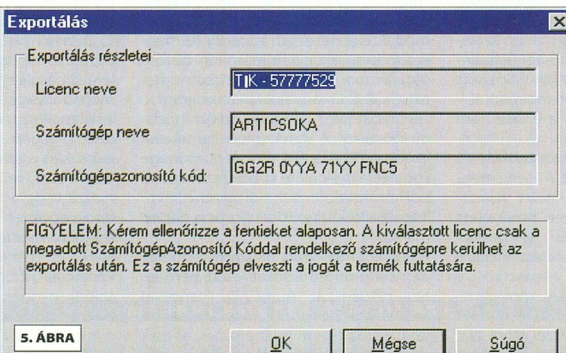 Exportálás
Exportálás részletei
Licenc neve
TIK - 57777529
Számítógép neve
ARTICSOKA
Számítógépazonosító kód:
GG2R 0YYA 71YY FNC5
FIGYELEM: Kérem ellenőrizze a fentieket alaposan. A kiválasztott licenc csak a
megadott SzámítógépAzonosító Kóddal rendelkező számítógépre kerülhet az
exportálás után. Ez a számítógép elveszti a jogát a termék futtatására.
5. ÁBRA
OK
Mégse
Súgó